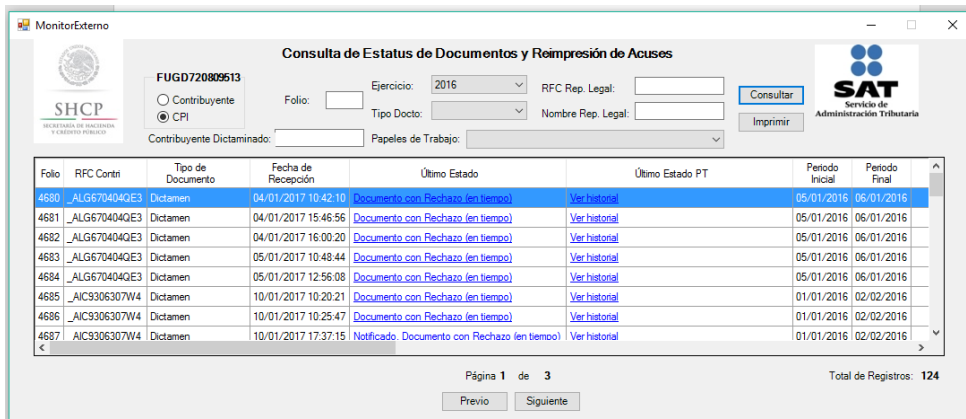 MonitorExterno
Consulta de Estatus de Documentos y Reimpresión de Acuses
SHCP
SECRETARÍA DE HACIENDA
Y CRÉDITO PÚBLICO
FUGD720809513
Contribuyente
CPI
Folio:
Ejercicio: 2016
RFC Rep. Legal:
Tipo Docto:
Nombre Rep. Legal:
Contribuyente Dictaminado:
Papeles de Trabajo:
Consultar
Imprimir
SAT
Servicio de
Administración Tributaria
Folio RFC Contri Tipo de Documento Fecha de Recepción Último Estado Último Estado PT Periodo Inicial Periodo Final
4680 _ALG670404QE3 Dictamen 04/01/2017 10:42:10 Documento con Rechazo (en tiempo) Ver historial 05/01/2016 06/01/2016
4681 _ALG670404QE3 Dictamen 04/01/2017 15:46:56 Documento con Rechazo (en tiempo) Ver historial 05/01/2016 06/01/2016
4682 _ALG670404QE3 Dictamen 04/01/2017 16:00:20 Documento con Rechazo (en tiempo) Ver historial 05/01/2016 06/01/2016
4683 _ALG670404QE3 Dictamen 05/01/2017 10:48:44 Documento con Rechazo (en tiempo) Ver historial 05/01/2016 06/01/2016
4684 _ALG670404QE3 Dictamen 05/01/2017 12:56:08 Documento con Rechazo (en tiempo) Ver historial 05/01/2016 06/01/2016
4685 _AIC9306307W4 Dictamen 10/01/2017 10:20:21 Documento con Rechazo (en tiempo) Ver historial 01/01/2016 02/02/2016
4686 _AIC9306307W4 Dictamen 10/01/2017 10:25:47 Documento con Rechazo (en tiempo) Ver historial 01/01/2016 02/02/2016
4687 _AIC9306307W4 Dictamen 10/01/2017 17:37:15 Notificado, Documento con Rechazo (en tiempo) Ver historial 01/01/2016 02/02/2016
Página 1 de 3
Total de Registros: 124
Previo
Siguiente